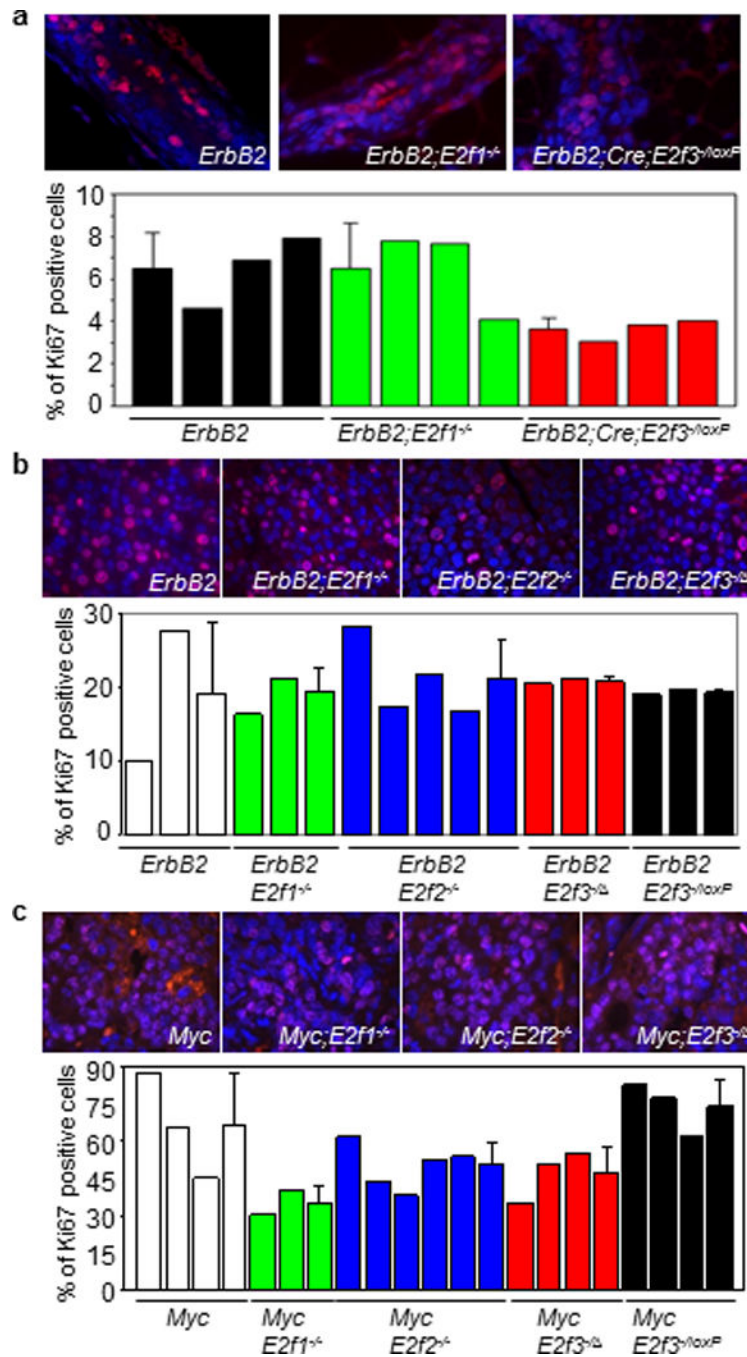 a
ErbB2
ErbB2;E2f1-/-
ErbB2;Cre;E2f3-/loxP
% of Ki67 positive cells
10
8
6
4
2
0
ErbB2
ErbB2;E2f1-/-
ErbB2;Cre;E2f3-/loxP
b
ErbB2
ErbB2;E2f1-/-
ErbB2;E2f2-/-
ErbB2;E2f3-/Δ
% of Ki67 positive cells
30
20
10
0
ErbB2
ErbB2
ErbB2
ErbB2
ErbB2
E2f1-/-
E2f2-/-
E2f3-/Δ
E2f3-/loxP
c
Myc
Myc;E2f1-/-
Myc;E2f2-/-
Myc;E2f3-/Δ
% of Ki67 positive cells
90
75
60
45
30
15
0
Myc
Myc
Myc
Myc
Myc
E2f1-/-
E2f2-/-
E2f3-/Δ
E2f3-/loxP